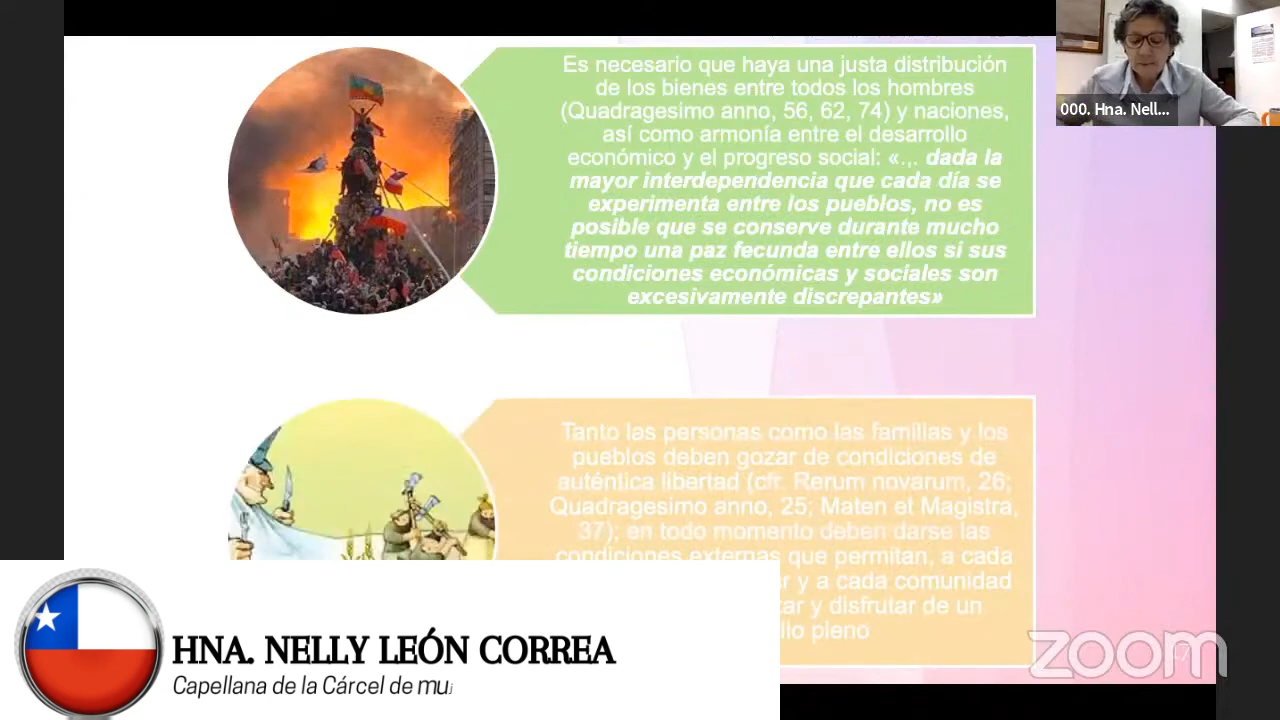 Es necesario que haya una justa distribución
de los bienes entre todos los hombres
(Quadragesimo anno, 56, 62, 74) y naciones,
así como armonía entre el desarrollo
económico y el progreso social: «.,. dada la
mayor interdependencia que cada día se
experimenta entre los pueblos, no es
posible que se conserve durante mucho
tiempo una paz fecunda entre ellos si sus
condiciones económicas y sociales son
excesivamente discrepantes»
000. Hna. Nell...
Tanto las personas como las familias y los
pueblos deben gozar de condiciones de
auténtica libertad (cfr. Rerum novarum, 26;
Quadragesimo anno, 25; Maten et Magistra,
37); en todo momento deben darse las
condiciones externas que permitan, a cada
y a cada comunidad
y disfrutar de un
pleno
HNA. NELLY LEÓN CORREA
Capellana de la Cárcel de
zoom
17